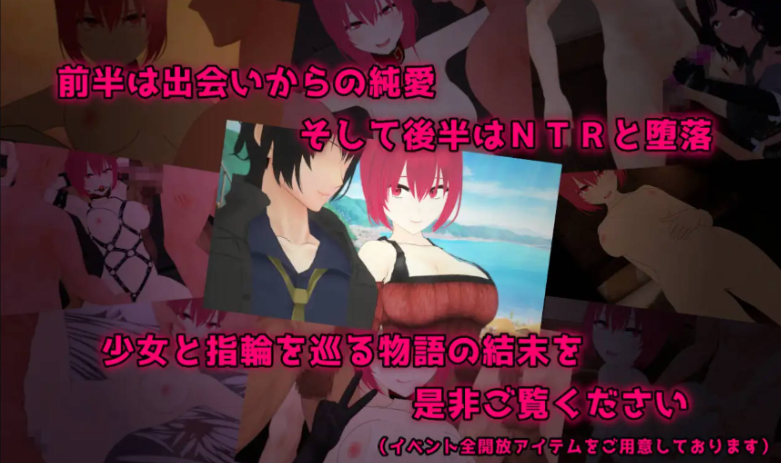 前半は出会いからの純愛
そして後半はＮＴＲと堕落
少女と指輪を巡る物語の結末を
是非ご覧ください
（イベント全開放アイテムをご用意しております）